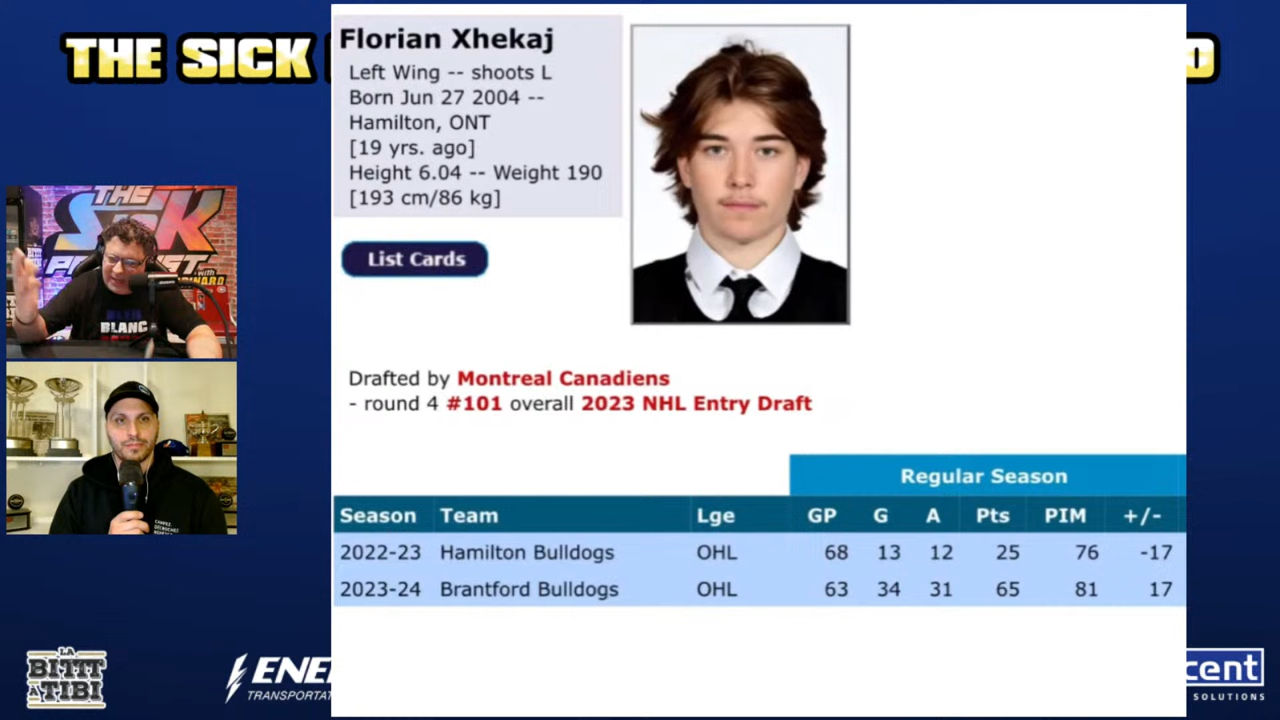 THE SICK
Florian Xhekaj
Left Wing -- shoots L
Born Jun 27 2004 --
Hamilton, ONT
[19 yrs. ago]
Height 6.04 -- Weight 190
[193 cm/86 kg]
List Cards
THE
SICK
BLANC
Drafted by Montreal Canadiens
- round 4 #101 overall 2023 NHL Entry Draft
Regular Season
Season Team Lge GP G A Pts PIM +/-
2022-23 Hamilton Bulldogs OHL 68 13 12 25 76 -17
2023-24 Brantford Bulldogs OHL 63 34 31 65 81 17
LA
BITTT
À TIBI
ENE
TRANSPORTA
cent
SOLUTIONS